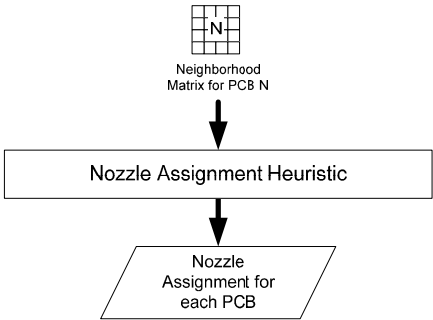 N
Neighborhood
Matrix for PCB N
Nozzle Assignment Heuristic
Nozzle
Assignment for
each PCB